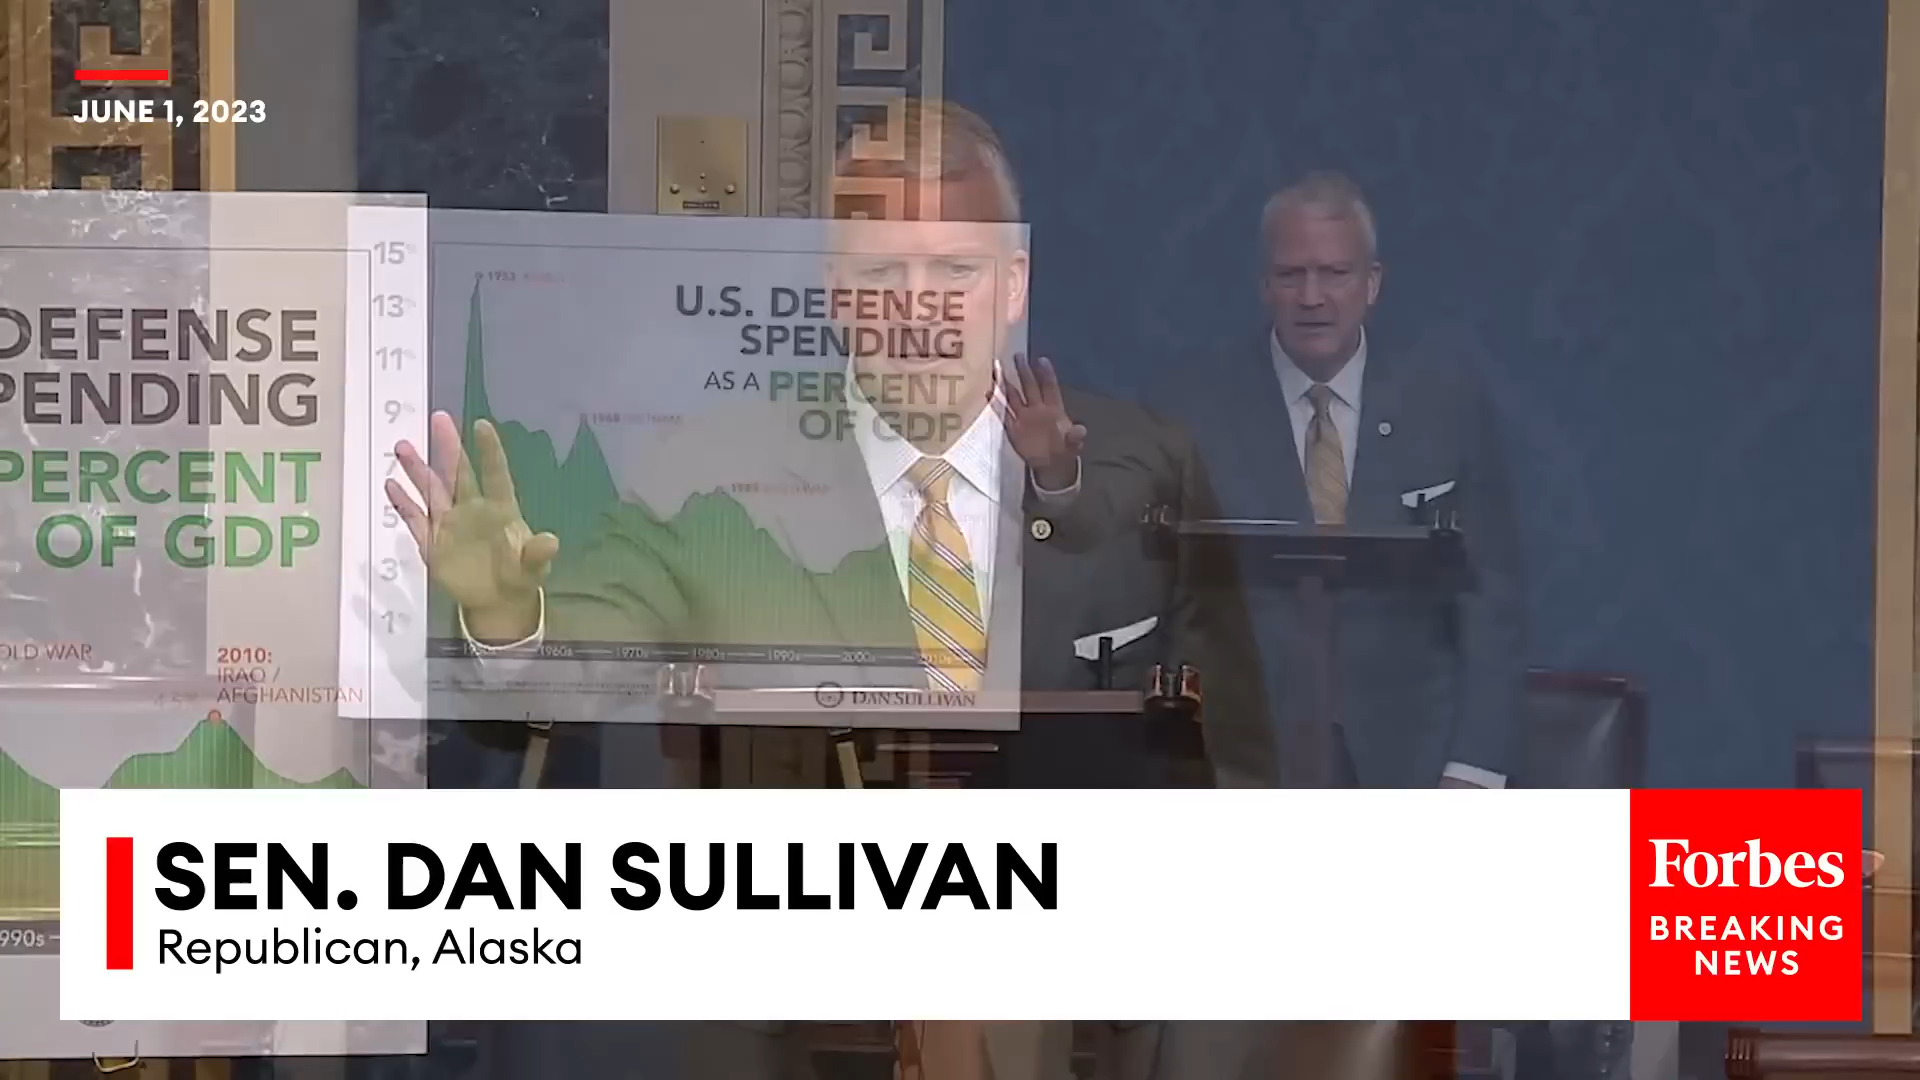 JUNE 1, 2023
15%
13%
11%
9%
7
5
3%
1%
1953
U.S. DEFENSE
SPENDING
AS A PERCENT
OF GDP
1968
1960s
1970s
1980s
1990s
2000s
DAN SULLIVAN
DEFENSE
PENDING
PERCENT
OF GDP
OLD WAR
2010:
IRAQ /
AFGHANISTAN
990s
SEN. DAN SULLIVAN
Republican, Alaska
Forbes
BREAKING
NEWS